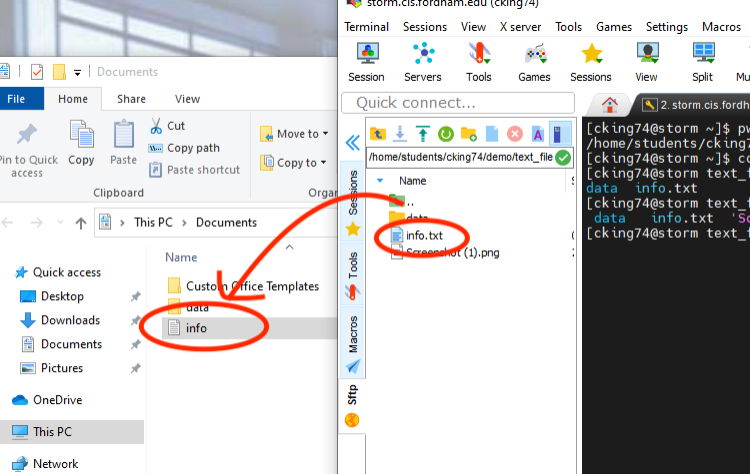 Documents
File Home Share View
Pin to Quick access
Copy
Paste
Cut
Copy path
Paste shortcut
Move to
Copy to
Clipboard
Organ
This PC Documents
Quick access
Desktop
Downloads
Documents
Pictures
OneDrive
This PC
Network
Name
Custom Office Templates
data
info
storm.cis.fordham.edu (cking74)
Terminal Sessions View X server Tools Games Settings Macros
Session Servers Tools Games Sessions View Split Mu
Quick connect...
2. storm.cis.fordh
/home/students/cking74/demo/text_file
Sessions
Tools
Macros
Sftp
Name S
..
data
info.txt (
Screenshot (1).png 2
[cking74@storm ~]$ pw
/home/students/cking7
[cking74@storm ~]$ cd
[cking74@storm text_f
data info.txt
[cking74@storm text_f
data info.txt 'Sc
[cking74@storm text_f